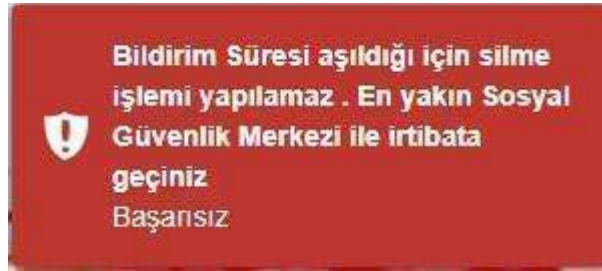 Bildirim Süresi aşıldığı için silme
işlemi yapılamaz . En yakın Sosyal
Güvenlik Merkezi ile irtibata
geçiniz
Başarısız